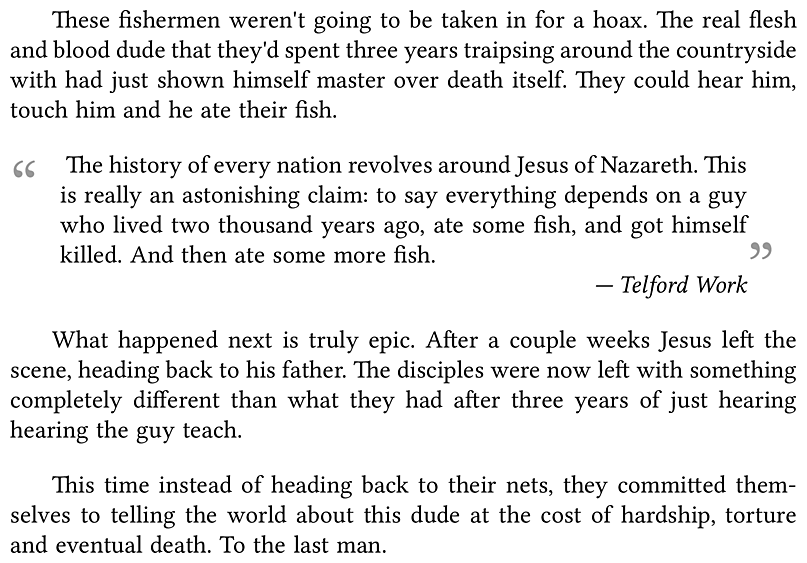 These fishermen weren't going to be taken in for a hoax. The real flesh
and blood dude that they'd spent three years traipsing around the countryside
with had just shown himself master over death itself. They could hear him,
touch him and he ate their fish.
“ The history of every nation revolves around Jesus of Nazareth. This
is really an astonishing claim: to say everything depends on a guy
who lived two thousand years ago, ate some fish, and got himself
killed. And then ate some more fish. ”
— Telford Work
What happened next is truly epic. After a couple weeks Jesus left the
scene, heading back to his father. The disciples were now left with something
completely different than what they had after three years of just hearing
hearing the guy teach.
This time instead of heading back to their nets, they committed them-
selves to telling the world about this dude at the cost of hardship, torture
and eventual death. To the last man.